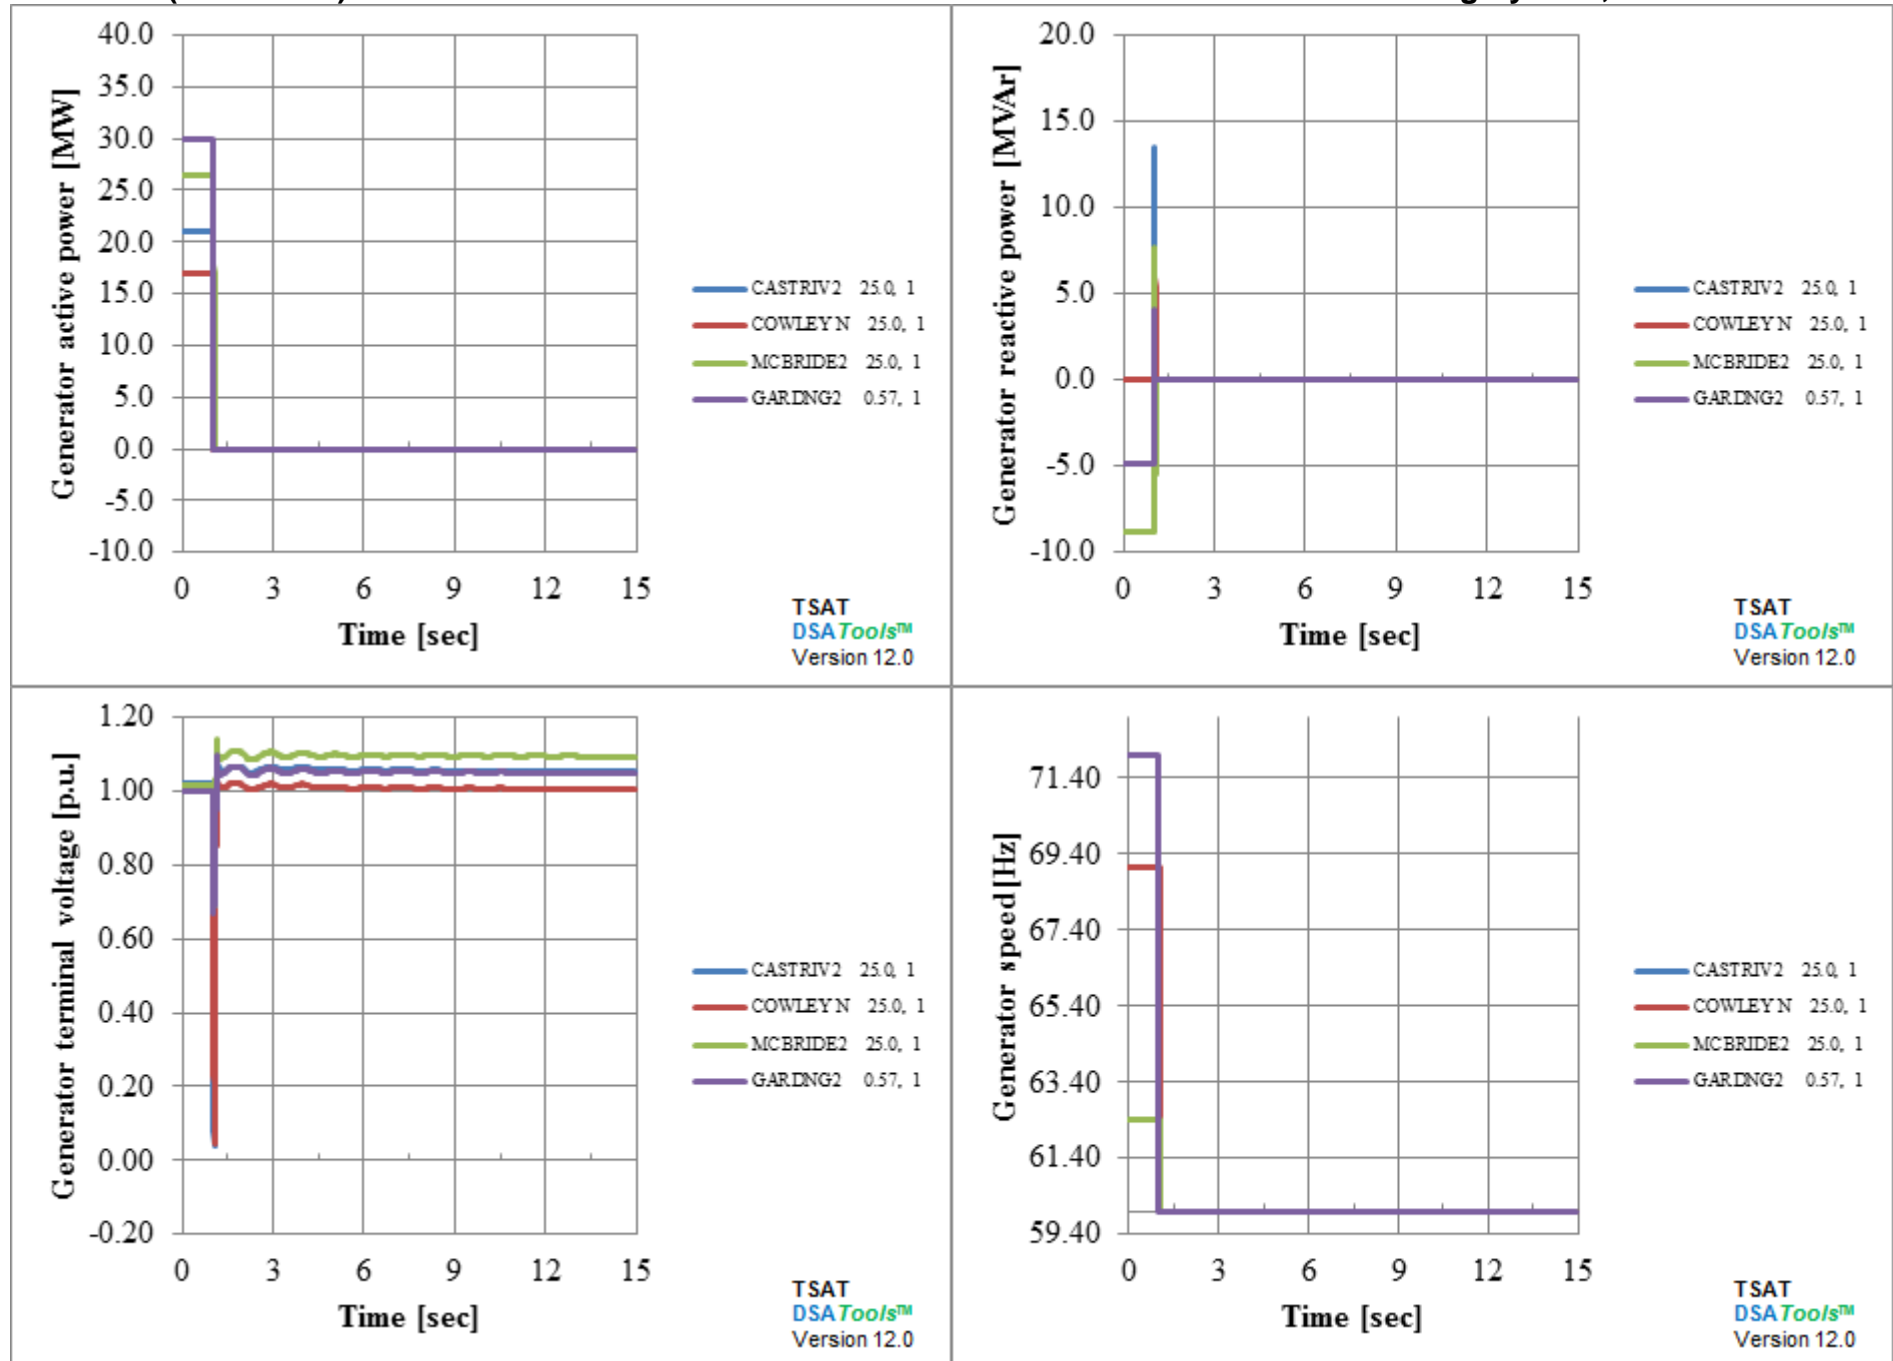 40.0
35.0
30.0
25.0
20.0
15.0
10.0
5.0
0.0
-5.0
-10.0
0 3 6 9 12 15
Generator active power [MW]
Time [sec]
CASTRIV2 25.0, 1
COWLEY N 25.0, 1
MCBRIDE2 25.0, 1
GARDNG2 0.57, 1
TSAT
DSATools™
Version 12.0
20.0
15.0
10.0
5.0
0.0
-5.0
-10.0
0 3 6 9 12 15
Generator reactive power [MVAr]
Time [sec]
CASTRIV2 25.0, 1
COWLEY N 25.0, 1
MCBRIDE2 25.0, 1
GARDNG2 0.57, 1
TSAT
DSATools™
Version 12.0
1.20
1.00
0.80
0.60
0.40
0.20
0.00
-0.20
0 3 6 9 12 15
Generator terminal voltage [p.u.]
Time [sec]
CASTRIV2 25.0, 1
COWLEY N 25.0, 1
MCBRIDE2 25.0, 1
GARDNG2 0.57, 1
TSAT
DSATools™
Version 12.0
71.40
69.40
67.40
65.40
63.40
61.40
59.40
0 3 6 9 12 15
Generator speed[Hz]
Time [sec]
CASTRIV2 25.0, 1
COWLEY N 25.0, 1
MCBRIDE2 25.0, 1
GARDNG2 0.57, 1
TSAT
DSATools™
Version 12.0